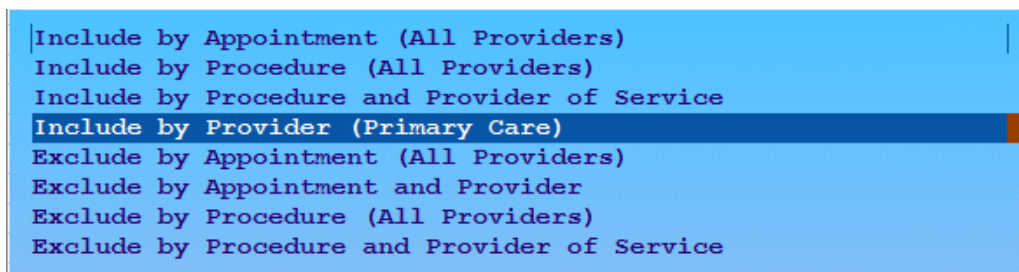 Include by Appointment (All Providers)
Include by Procedure (All Providers)
Include by Procedure and Provider of Service
Include by Provider (Primary Care)
Exclude by Appointment (All Providers)
Exclude by Appointment and Provider
Exclude by Procedure (All Providers)
Exclude by Procedure and Provider of Service